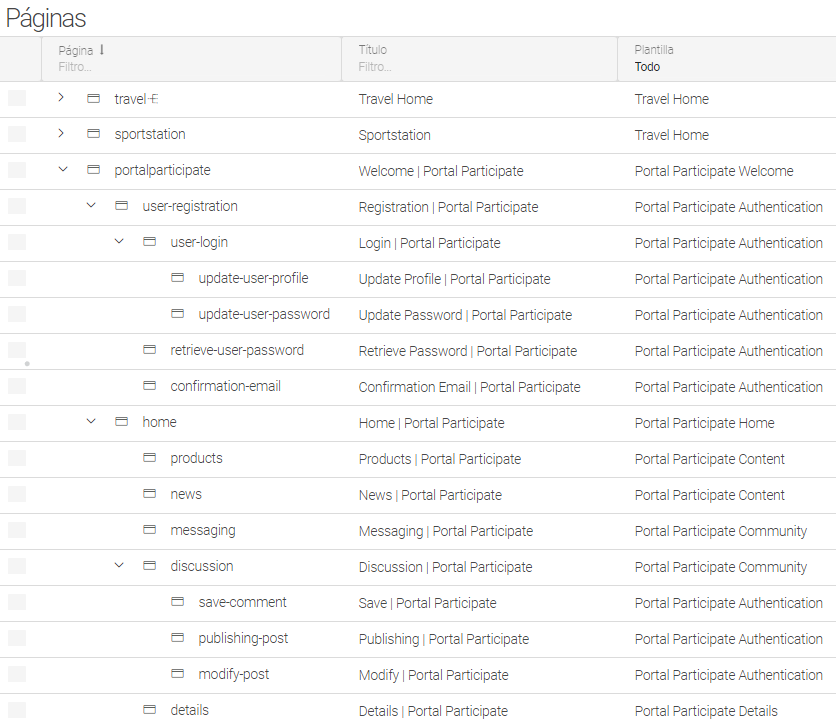 Páginas
Página Título Plantilla
Filtro... Filtro... Todo
travel Travel Home Travel Home
sportstation Sportstation Travel Home
portalparticipate Welcome | Portal Participate Portal Participate Welcome
user-registration Registration | Portal Participate Portal Participate Authentication
user-login Login | Portal Participate Portal Participate Authentication
update-user-profile Update Profile | Portal Participate Portal Participate Authentication
update-user-password Update Password | Portal Participate Portal Participate Authentication
retrieve-user-password Retrieve Password | Portal Participate Portal Participate Authentication
confirmation-email Confirmation Email | Portal Participate Portal Participate Authentication
home Home | Portal Participate Portal Participate Home
products Products | Portal Participate Portal Participate Content
news News | Portal Participate Portal Participate Content
messaging Messaging | Portal Participate Portal Participate Community
discussion Discussion | Portal Participate Portal Participate Community
save-comment Save | Portal Participate Portal Participate Authentication
publishing-post Publishing | Portal Participate Portal Participate Authentication
modify-post Modify | Portal Participate Portal Participate Authentication
details Details | Portal Participate Portal Participate Details